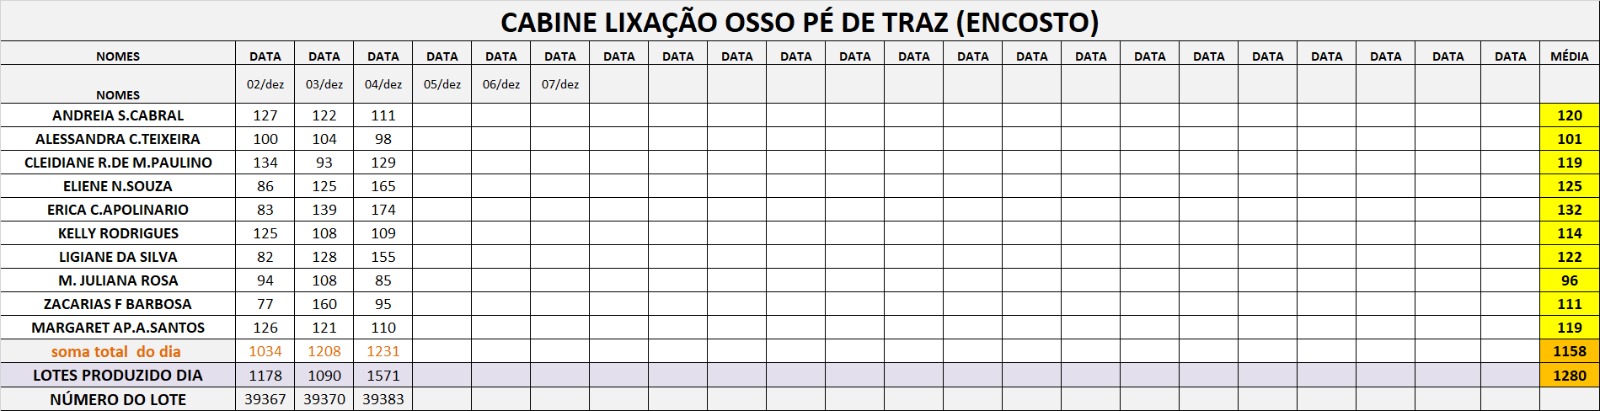 CABINE LIXAÇÃO OSSO PÉ DE TRAZ (ENCOSTO)
NOMES DATA DATA DATA DATA DATA DATA DATA DATA DATA DATA DATA DATA DATA DATA DATA DATA DATA DATA DATA DATA DATA DATA MÉDIA
NOMES 02/dez 03/dez 04/dez 05/dez 06/dez 07/dez
ANDREIA S.CABRAL 127 122 111 120
ALESSANDRA C.TEIXEIRA 100 104 98 101
CLEIDIANE R.DE M.PAULINO 134 93 129 119
ELIENE N.SOUZA 86 125 165 125
ERICA C.APOLINARIO 83 139 174 132
KELLY RODRIGUES 125 108 109 114
LIGIANE DA SILVA 82 128 155 122
M. JULIANA ROSA 94 108 85 96
ZACARIAS F BARBOSA 77 160 95 111
MARGARET AP.A.SANTOS 126 121 110 119
soma total do dia 1034 1208 1231 1158
LOTES PRODUZIDO DIA 1178 1090 1571 1280
NÚMERO DO LOTE 39367 39370 39383